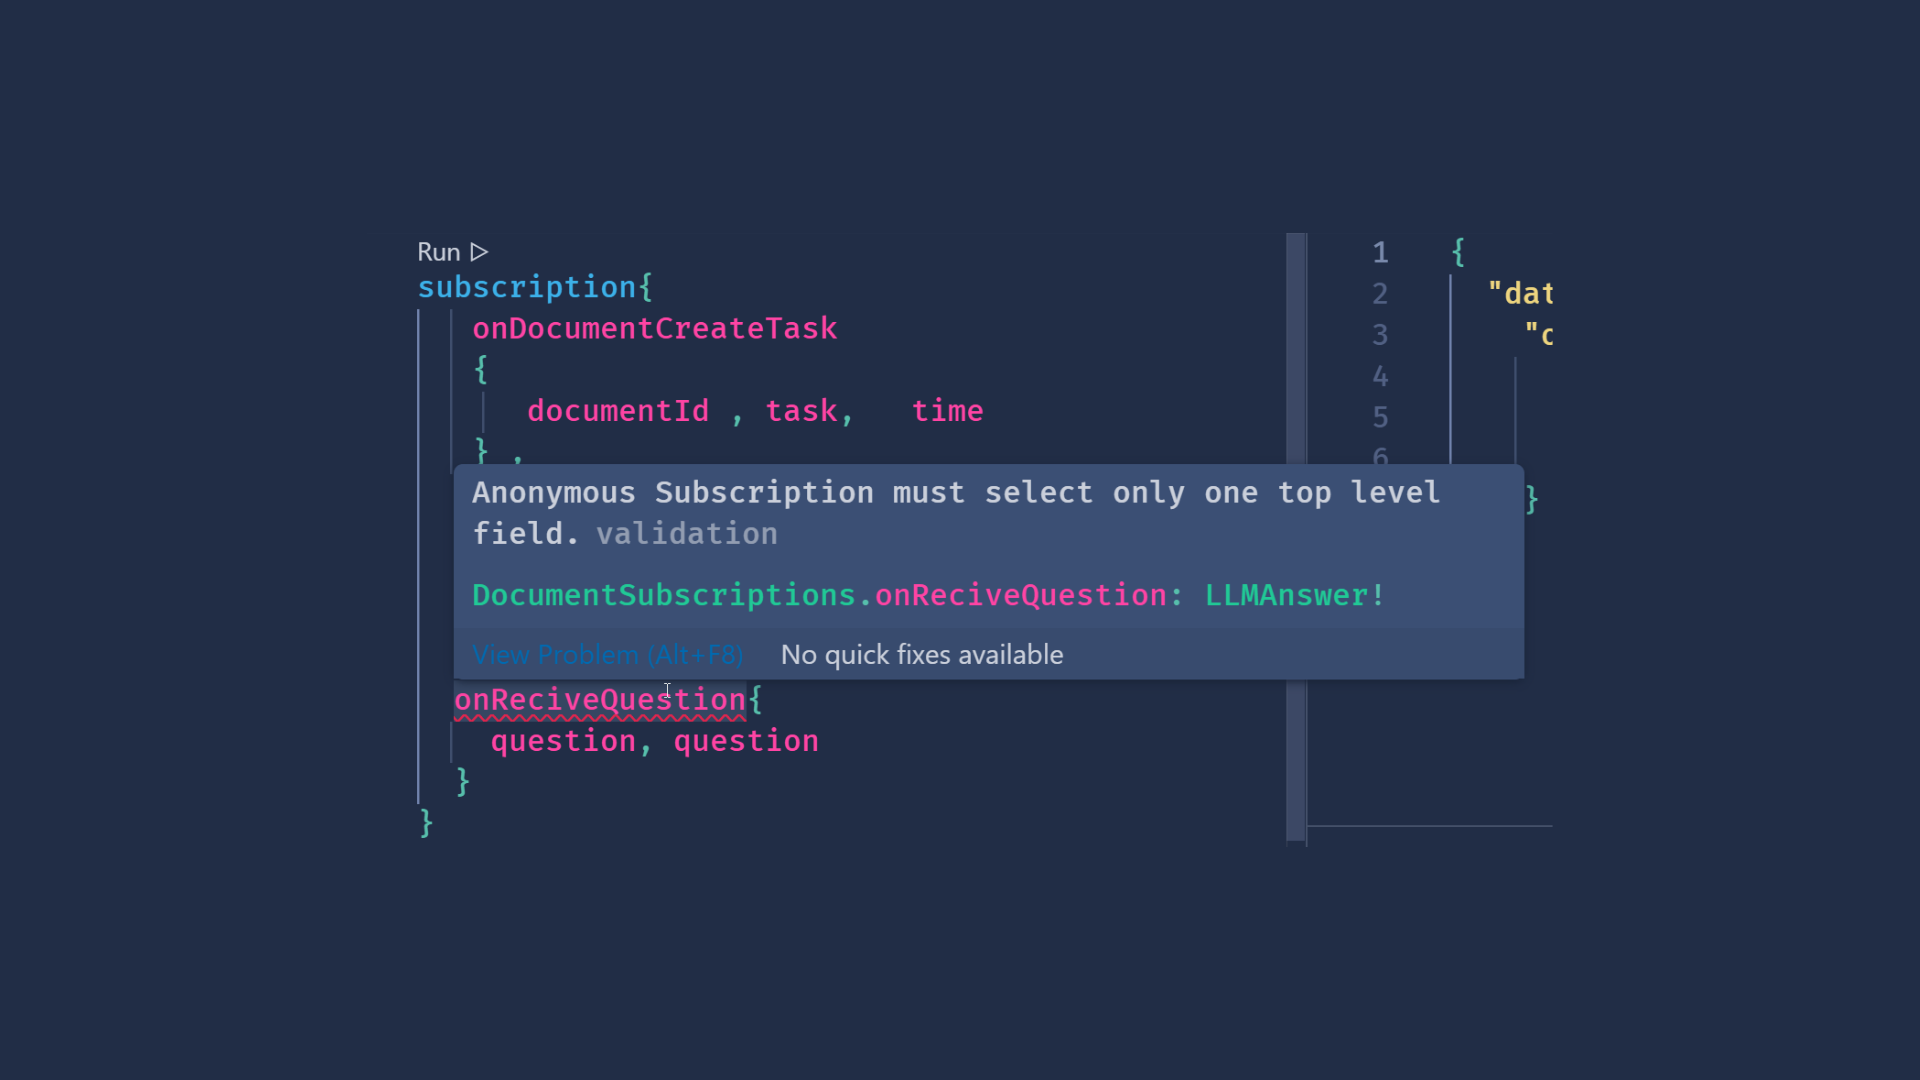 Run ▷
subscription{
onDocumentCreateTask
{
documentId , task, time
} ,
Anonymous Subscription must select only one top level
field. validation
DocumentSubscriptions.onReciveQuestion: LLMAnswer!
View Problem (Alt+F8) No quick fixes available
onReciveQuestion{
question, question
}
}
1 {
2 "dat
3 "c
4
5
6
}